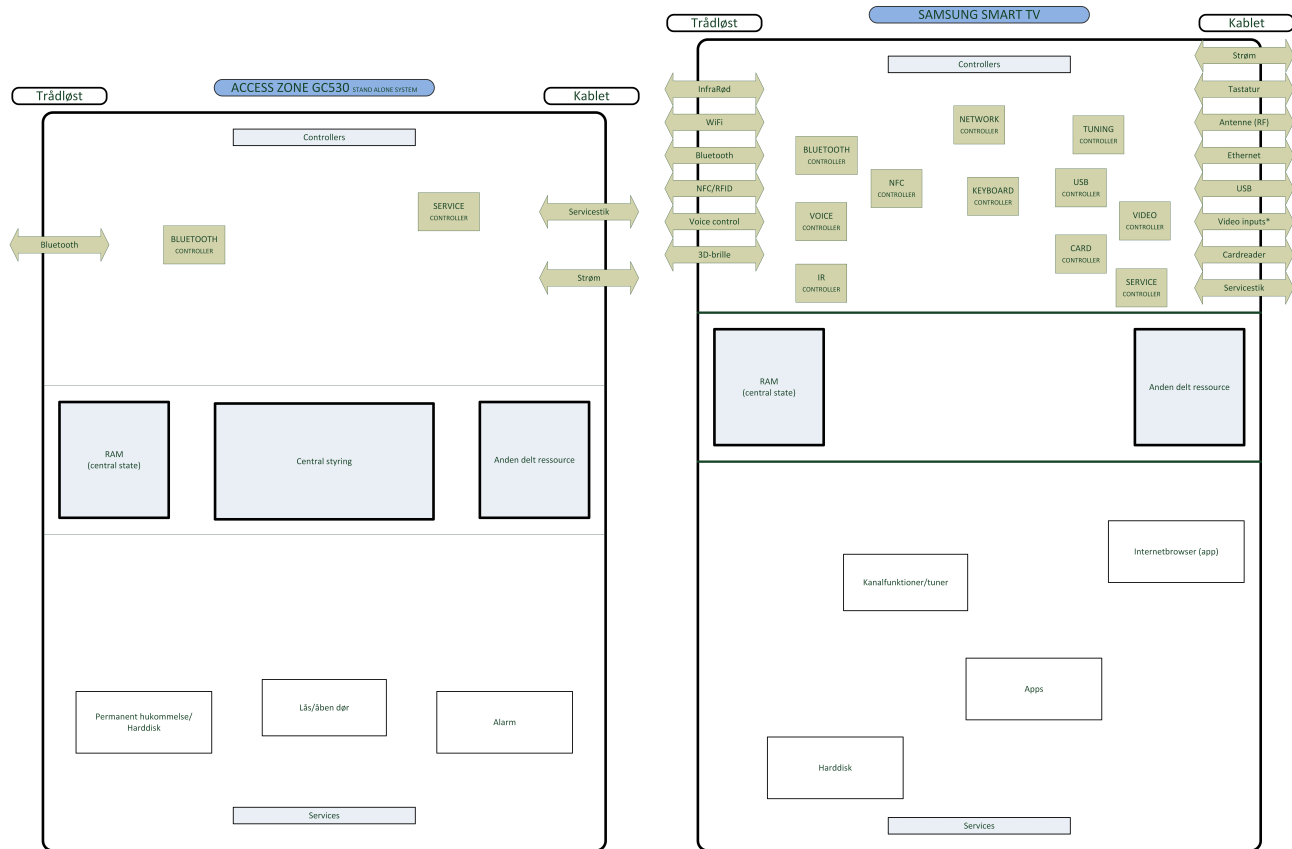 ACCESS ZONE GC530 STAND ALONE SYSTEM
Trådløst
Kablet
Controllers
SERVICE
CONTROLLER
Servicestik
Bluetooth
BLUETOOTH
CONTROLLER
Strøm
RAM
(central state)
Central styring
Anden delt ressource
Permanent hukommelse/
Harddisk
Lås/åben dør
Alarm
Services
SAMSUNG SMART TV
Trådløst
Kablet
Controllers
InfraRød
WiFi
Bluetooth
NFC/RFID
Voice control
3D-brille
Strøm
Tastatur
Antenne (RF)
Ethernet
USB
Video inputs*
Cardreader
Servicestik
NETWORK
CONTROLLER
TUNING
CONTROLLER
BLUETOOTH
CONTROLLER
NFC
CONTROLLER
KEYBOARD
CONTROLLER
USB
CONTROLLER
VOICE
CONTROLLER
VIDEO
CONTROLLER
CARD
CONTROLLER
IR
CONTROLLER
SERVICE
CONTROLLER
RAM
(central state)
Anden delt ressource
Internetbrowser (app)
Kanalfunktioner/tuner
Apps
Harddisk
Services